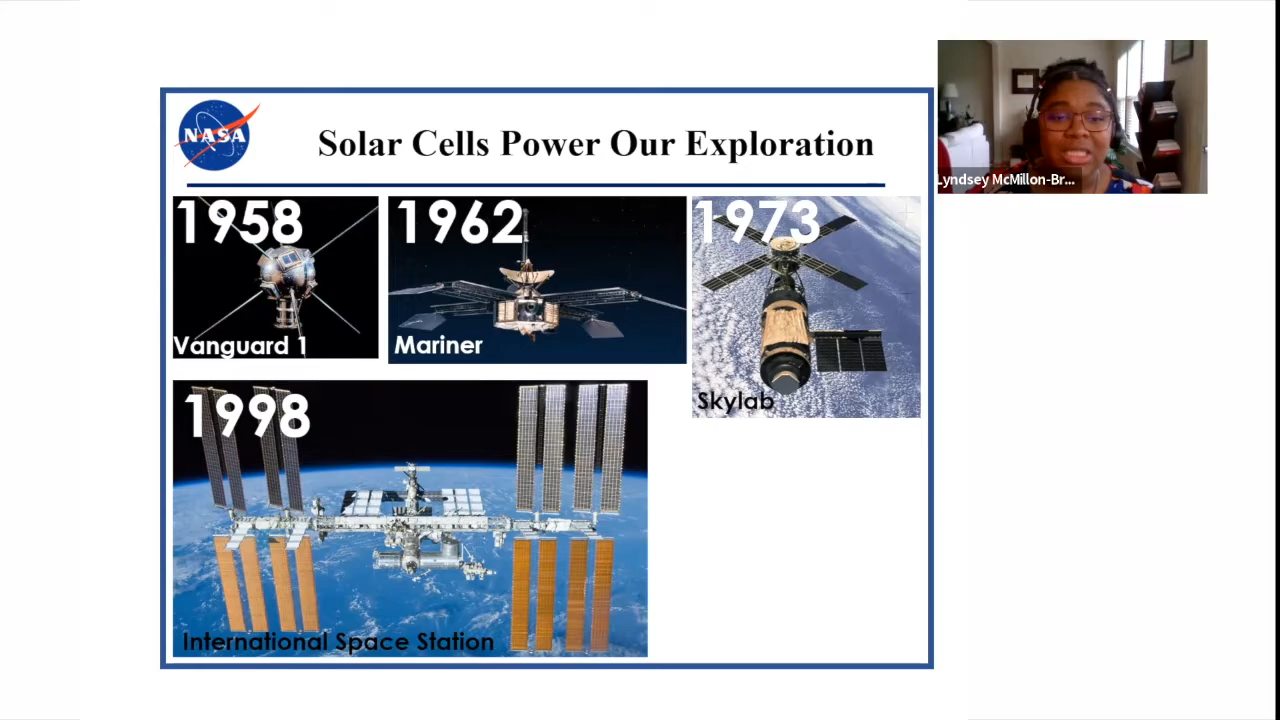 NASA
Solar Cells Power Our Exploration
1958
Vanguard 1
1962
Mariner
1973
Skylab
1998
International Space Station
Lyndsey McMillon-Br...